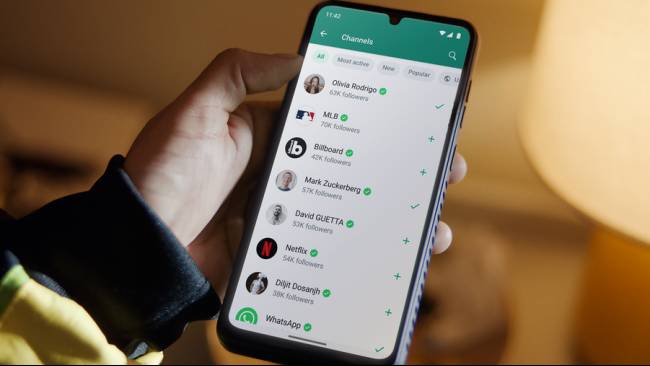 11:42
Channels
All Most active New Popular
Olivia Rodrigo
63K followers
MLB
70K followers
b
Billboard
42K followers
Mark Zuckerberg
57K followers
David GUETTA
53K followers
N
Netflix
54K followers
Diljit Dosanjh
38K followers
WhatsApp